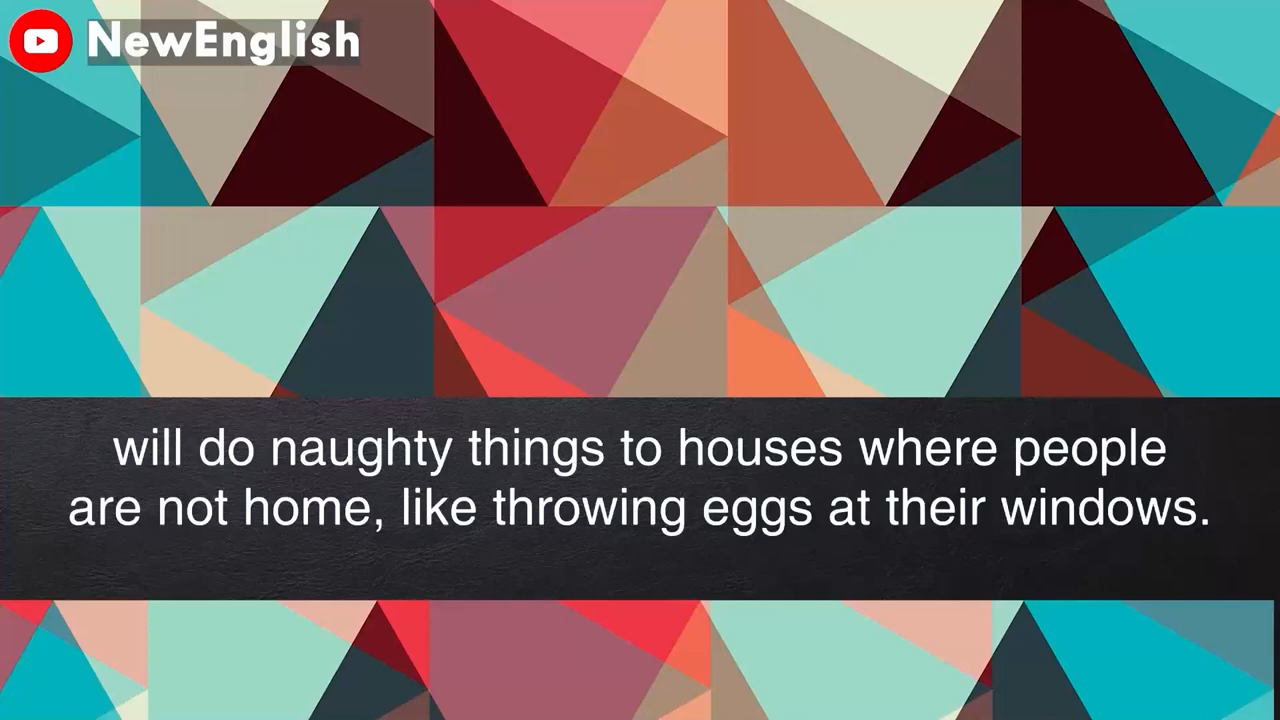 NewEnglish
will do naughty things to houses where people
are not home, like throwing eggs at their windows.